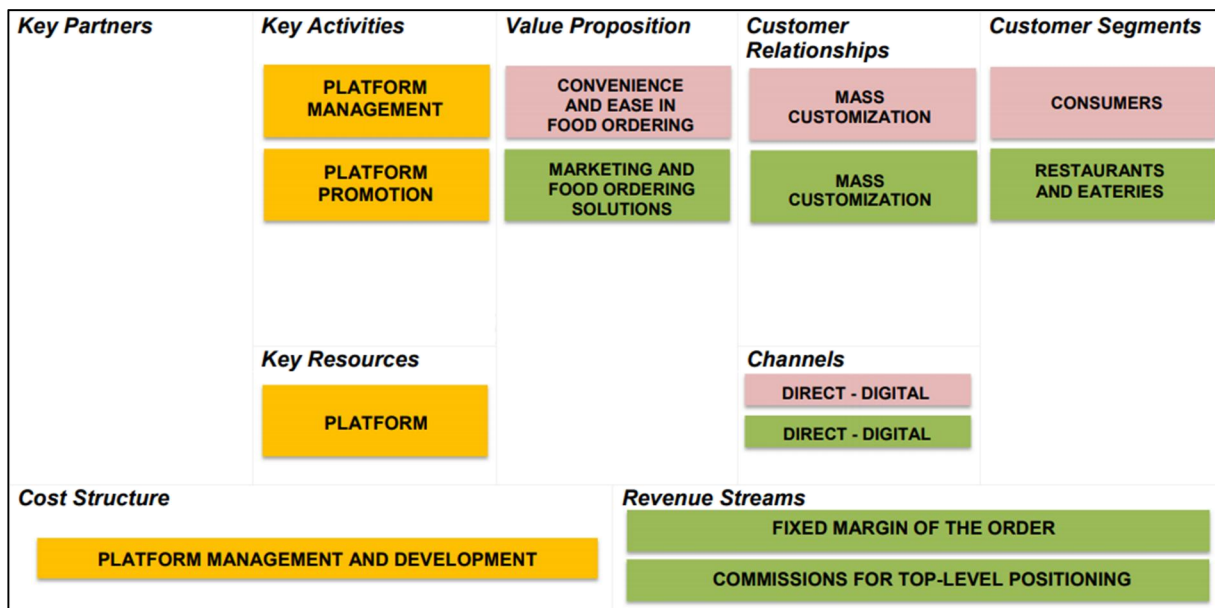 Key Partners
Key Activities
PLATFORM
MANAGEMENT
PLATFORM
PROMOTION
Key Resources
PLATFORM
Value Proposition
CONVENIENCE
AND EASE IN
FOOD ORDERING
MARKETING AND
FOOD ORDERING
SOLUTIONS
Customer
Relationships
MASS
CUSTOMIZATION
MASS
CUSTOMIZATION
Channels
DIRECT - DIGITAL
DIRECT - DIGITAL
Customer Segments
CONSUMERS
RESTAURANTS
AND EATERIES
Cost Structure
PLATFORM MANAGEMENT AND DEVELOPMENT
Revenue Streams
FIXED MARGIN OF THE ORDER
COMMISSIONS FOR TOP-LEVEL POSITIONING